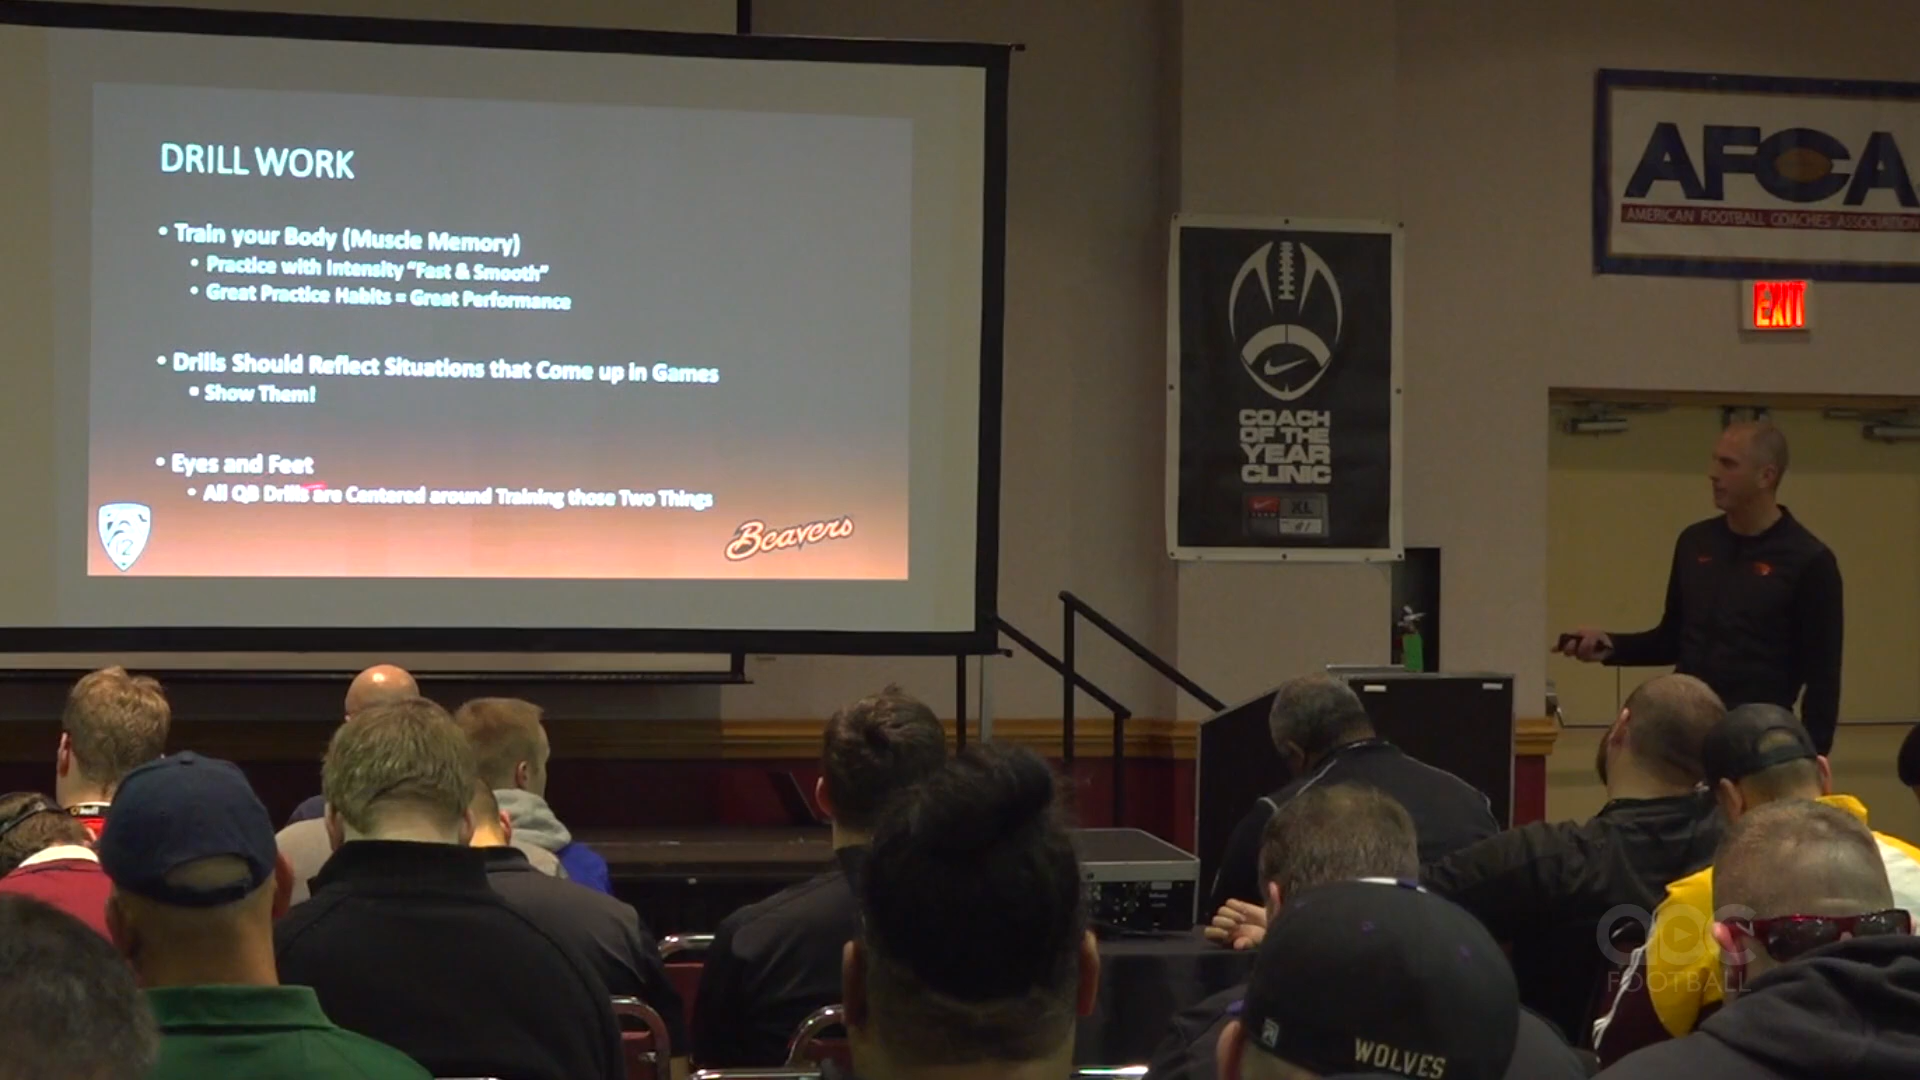 DRILL WORK
• Train your Body (Muscle Memory)
• Practice with Intensity "Fast & Smooth"
• Great Practice Habits = Great Performance
• Drills Should Reflect Situations that Come up in Games
• Show Them!
• Eyes and Feet
• All QB Drills are Centered around Training those Two Things
12
Beavers
COACH
OF THE
YEAR
CLINIC
XL
AFCA
AMERICAN FOOTBALL COACHES ASSOCIATION
EXIT
WOLVES
FOOTBALL